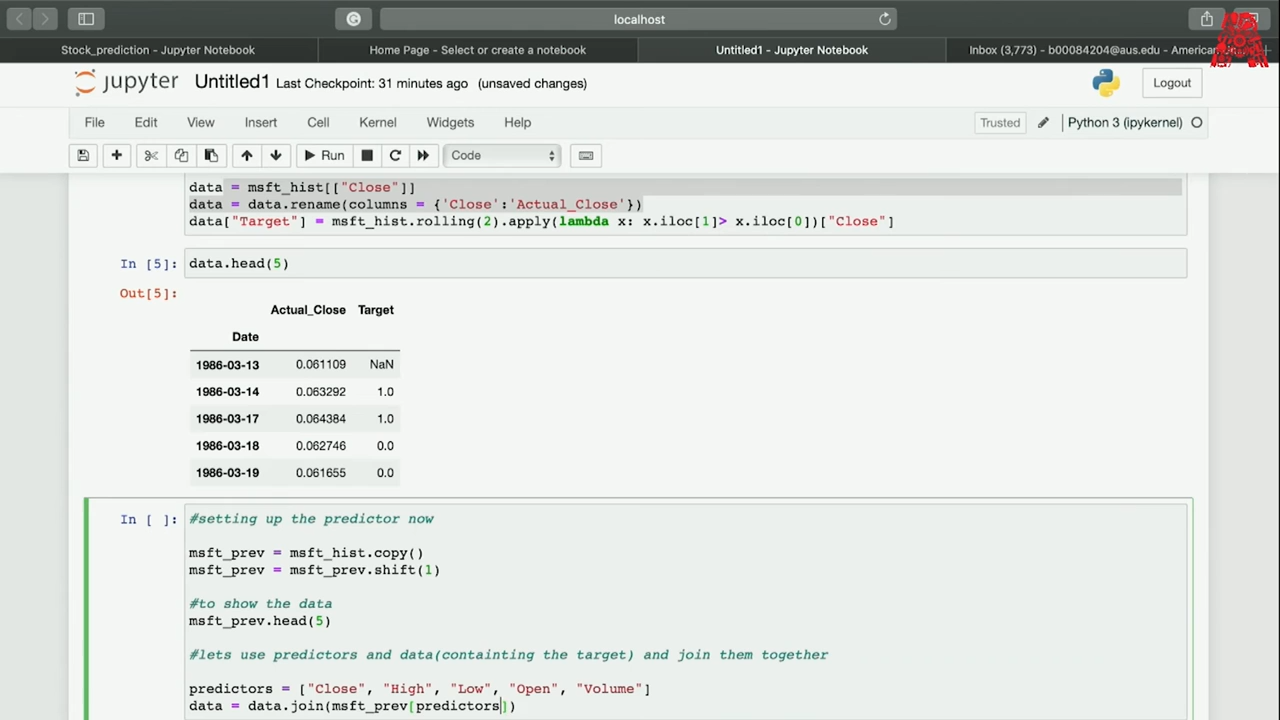 localhost
Stock_prediction - Jupyter Notebook
Home Page - Select or create a notebook
Untitled1 - Jupyter Notebook
Inbox (3,773) - b00084204@aus.edu - American
jupyter Untitled1 Last Checkpoint: 31 minutes ago (unsaved changes)
Logout
File Edit View Insert Cell Kernel Widgets Help
Trusted Python 3 (ipykernel)
Run Code
data = msft_hist[["Close"]]
data = data.rename(columns = {'Close':'Actual_Close'})
data["Target"] = msft_hist.rolling(2).apply(lambda x: x.iloc[1]> x.iloc[0])["Close"]
In [5]: data.head(5)
Out[5]:
Actual_Close Target
Date
1986-03-13 0.061109 NaN
1986-03-14 0.063292 1.0
1986-03-17 0.064384 1.0
1986-03-18 0.062746 0.0
1986-03-19 0.061655 0.0
In [ ]: #setting up the predictor now
msft_prev = msft_hist.copy()
msft_prev = msft_prev.shift(1)
#to show the data
msft_prev.head(5)
#lets use predictors and data(containting the target) and join them together
predictors = ["Close", "High", "Low", "Open", "Volume"]
data = data.join(msft_prev[predictors])